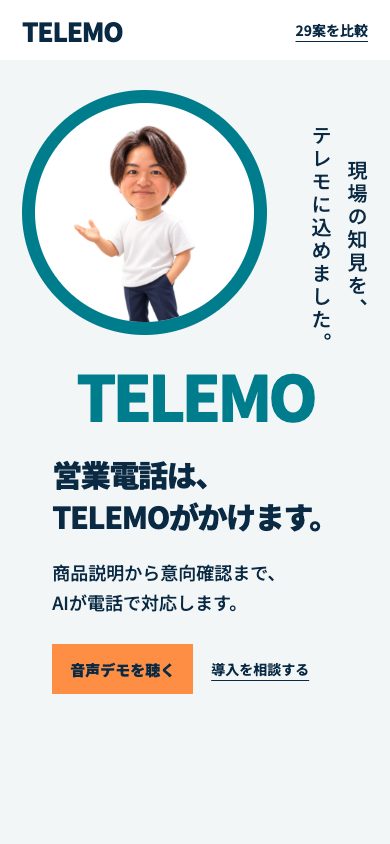 TELEMO
29案を比較
現場の知見を、
テレモに込めました。
TELEMO
営業電話は、
TELEMOがかけます。
商品説明から意向確認まで、
AIが電話で対応します。
音声デモを聴く
導入を相談する